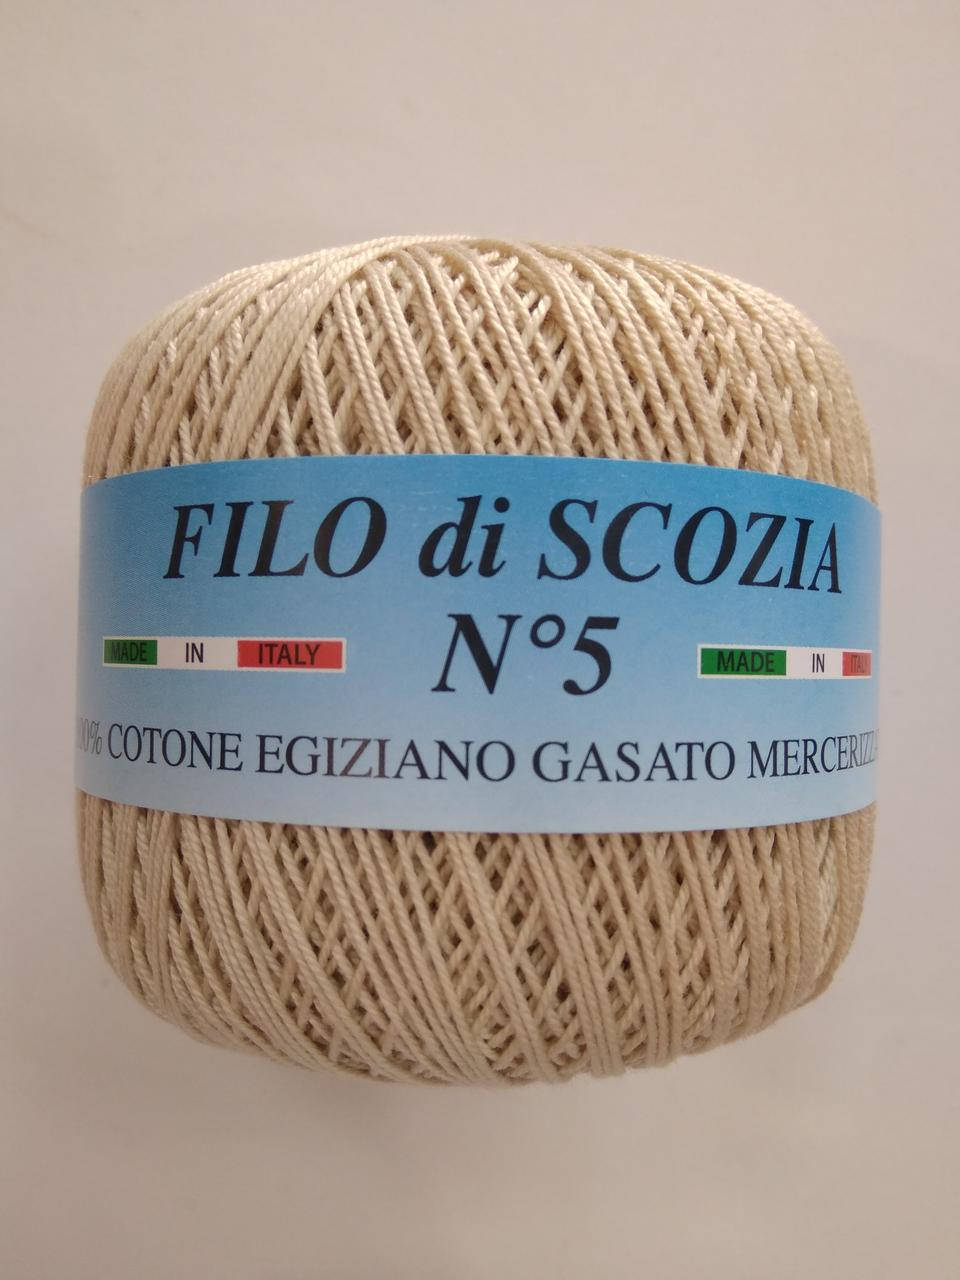 FILO di SCOZIA
N°5
MADE IN ITALY
MADE IN ITALY
COTONE EGIZIANO GASATO